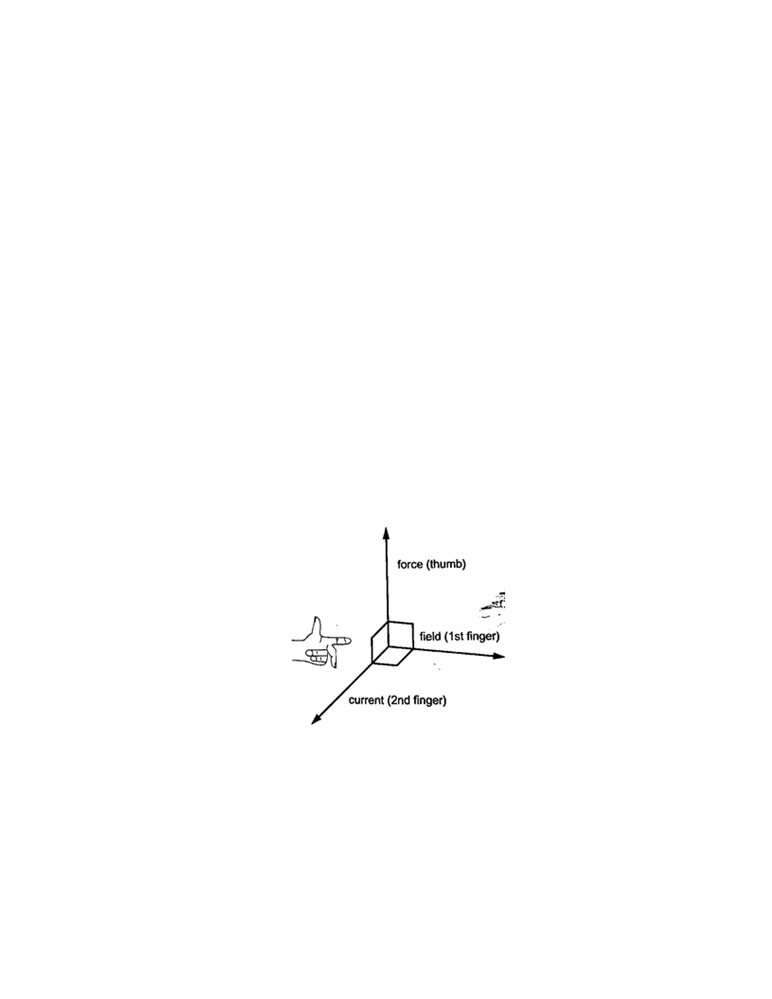 force (thumb)
field (1st finger)
current (2nd finger)